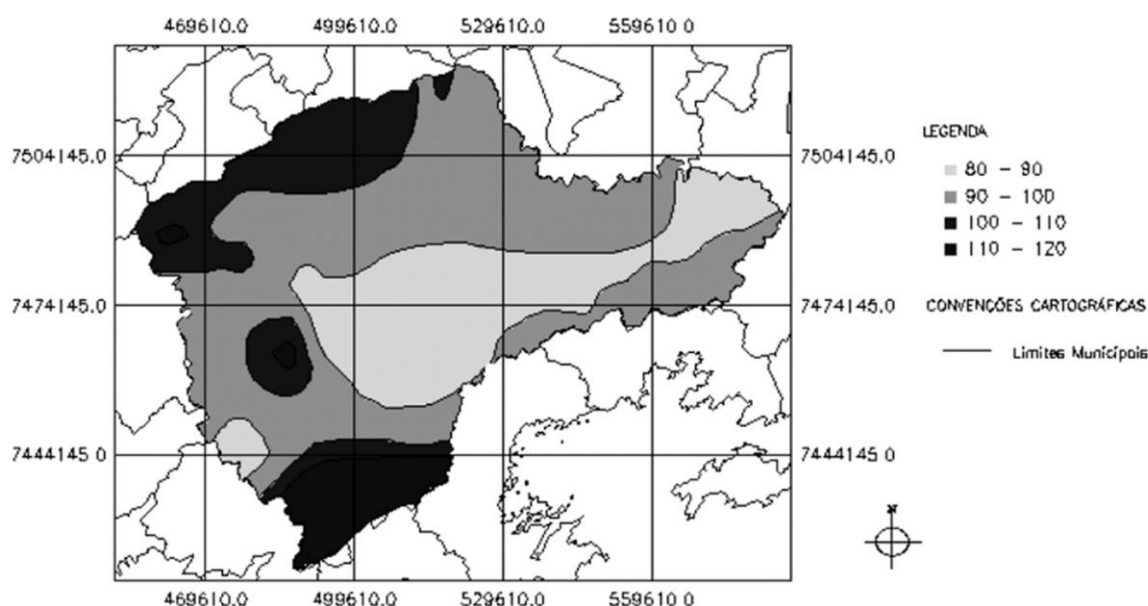 469610.0 499610.0 529610.0 559610.0
7504145.0 7504145.0
7474145.0 7474145.0
7444145.0 7444145.0
469610.0 499610.0 529610.0 559610.0
LEGENDA
80 - 90
90 - 100
100 - 110
110 - 120
CONVENÇÕES CARTOGRÁFICAS
Limites Municipais
N